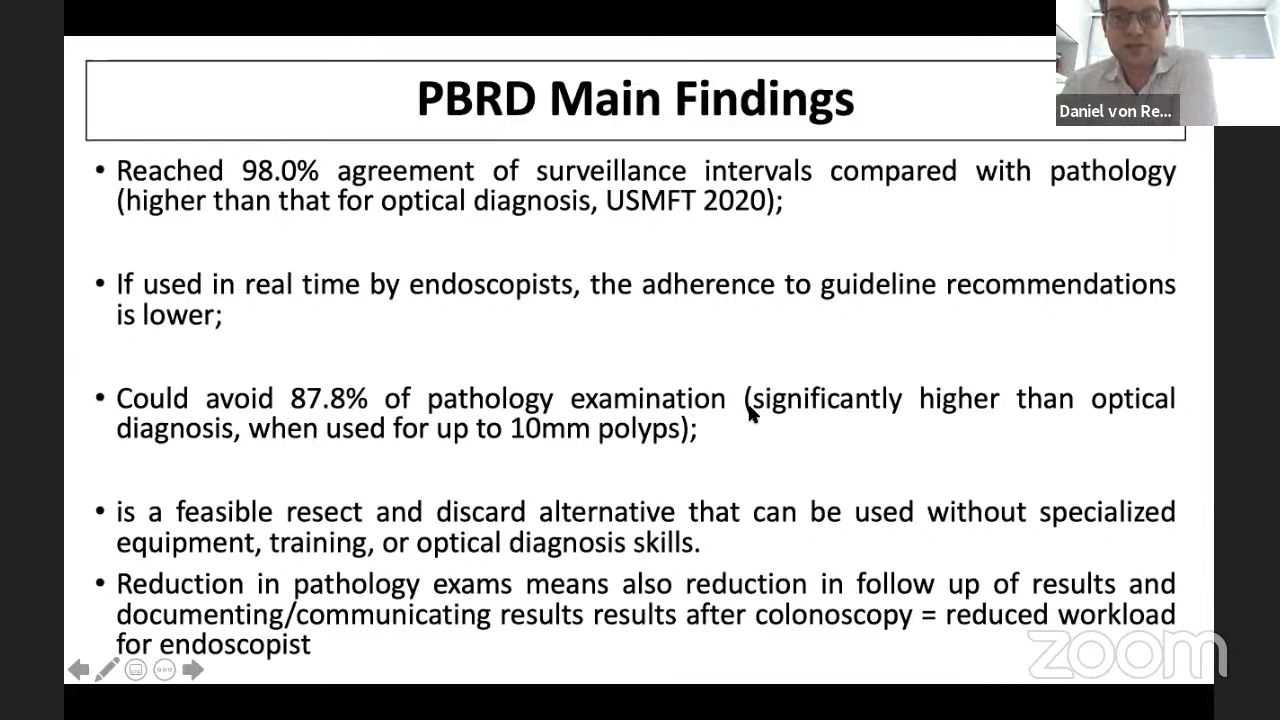 Daniel von Re...
PBRD Main Findings
• Reached 98.0% agreement of surveillance intervals compared with pathology
(higher than that for optical diagnosis, USMFT 2020);
• If used in real time by endoscopists, the adherence to guideline recommendations
is lower;
• Could avoid 87.8% of pathology examination (significantly higher than optical
diagnosis, when used for up to 10mm polyps);
• is a feasible resect and discard alternative that can be used without specialized
equipment, training, or optical diagnosis skills.
• Reduction in pathology exams means also reduction in follow up of results and
documenting/communicating results results after colonoscopy = reduced workload
for endoscopist
zoom